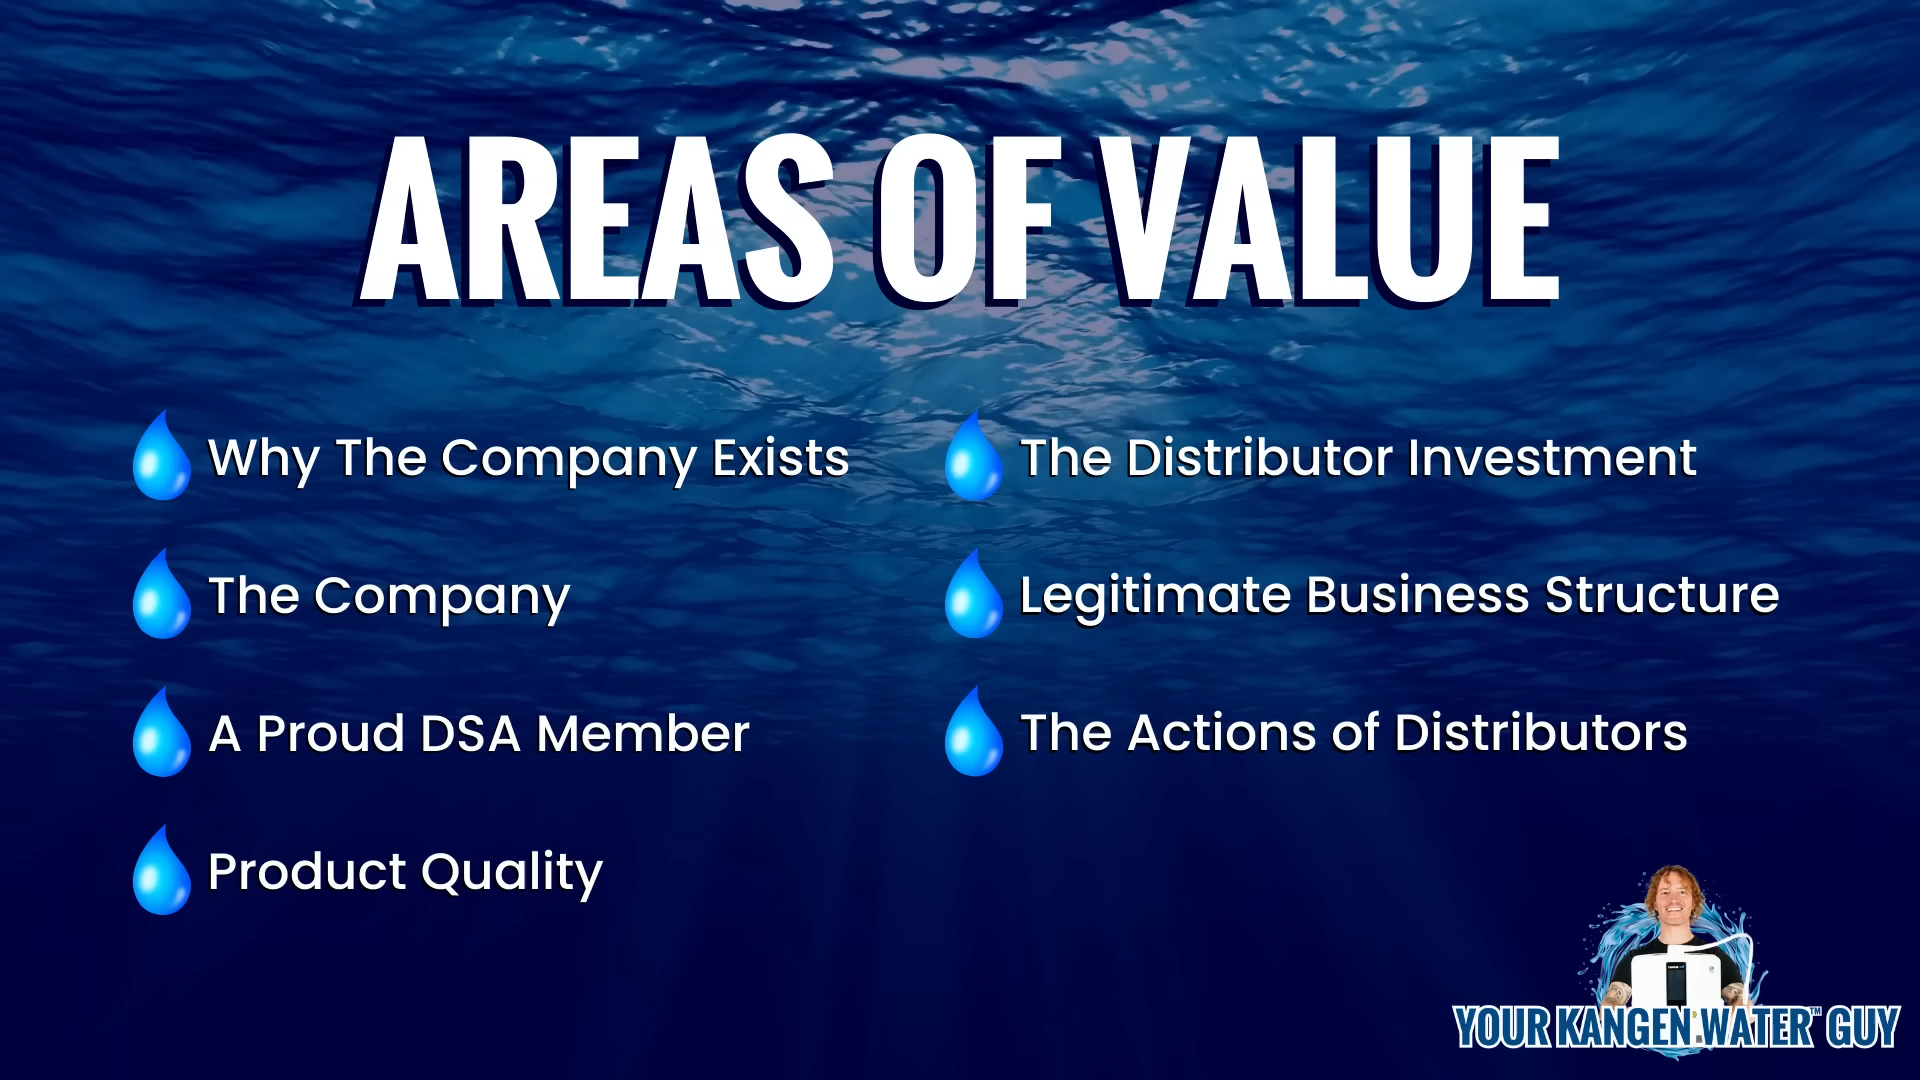 AREAS OF VALUE
Why The Company Exists
The Company
A Proud DSA Member
Product Quality
The Distributor Investment
Legitimate Business Structure
The Actions of Distributors
YOUR KANGEN WATER™ GUY